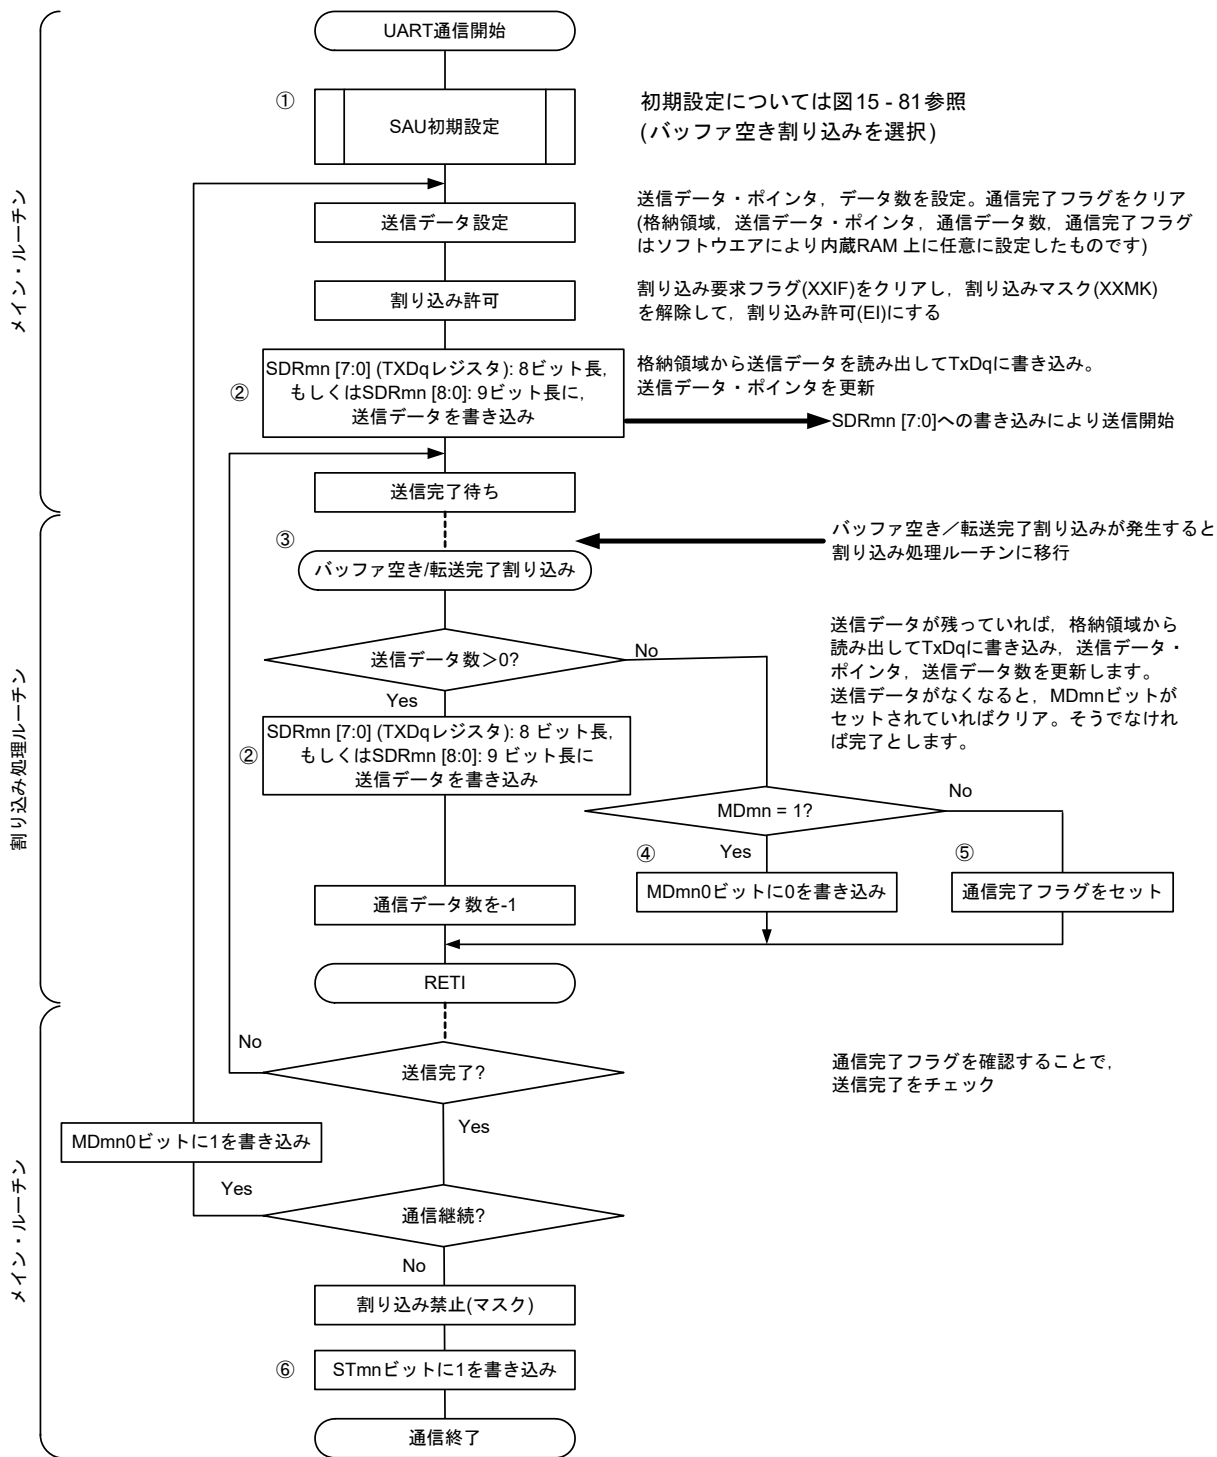 UART通信開始
①
SAU初期設定
初期設定については図15 - 81参照
(バッファ空き割り込みを選択)
メイン・ルーチン
送信データ設定
送信データ・ポインタ，データ数を設定。通信完了フラグをクリア
(格納領域，送信データ・ポインタ，通信データ数，通信完了フラグ
はソフトウエアにより内蔵RAM 上に任意に設定したものです)
割り込み許可
割り込み要求フラグ(XXIF)をクリアし，割り込みマスク(XXMK)
を解除して，割り込み許可(EI)にする
②
SDRmn [7:0] (TXDqレジスタ): 8ビット長,
もしくはSDRmn [8:0]: 9ビット長に,
送信データを書き込み
格納領域から送信データを読み出してTxDqに書き込み。
送信データ・ポインタを更新
SDRmn [7:0]への書き込みにより送信開始
送信完了待ち
③
バッファ空き／転送完了割り込みが発生すると
割り込み処理ルーチンに移行
バッファ空き/転送完了割り込み
割り込み処理ルーチン
送信データ数＞0?
No
Yes
送信データが残っていれば，格納領域から
読み出してTxDqに書き込み，送信データ・
ポインタ，送信データ数を更新します。
送信データがなくなると，MDmnビットが
セットされていればクリア。そうでなけれ
ば完了とします。
②
SDRmn [7:0] (TXDqレジスタ): 8 ビット長,
もしくはSDRmn [8:0]: 9 ビット長に
送信データを書き込み
MDmn = 1?
No
Yes
④
MDmn0ビットに0を書き込み
⑤
通信完了フラグをセット
通信データ数を-1
RETI
No
送信完了?
Yes
通信完了フラグを確認することで,
送信完了をチェック
メイン・ルーチン
MDmn0ビットに1を書き込み
Yes
通信継続?
No
割り込み禁止(マスク)
⑥
STmnビットに1を書き込み
通信終了